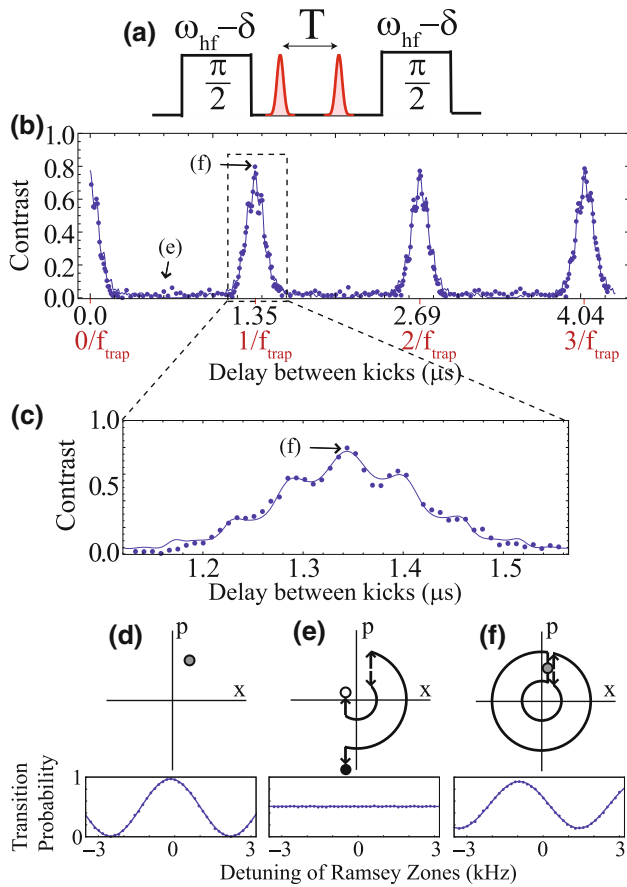 (a)
ω_hf−δ T ω_hf−δ
π/2 π/2
(b)
Contrast
1.0
0.8
0.6
0.4
0.2
0.0
(f)
(e)
0.0 1.35 2.69 4.04
0/f_trap 1/f_trap 2/f_trap 3/f_trap
Delay between kicks (μs)
(c)
Contrast
1.0
0.5
0.0
(f)
1.2 1.3 1.4 1.5
Delay between kicks (μs)
(d) p x
(e) p x
(f) p x
Transition
Probability
1
0
−3 0 3
−3 0 3
−3 0 3
Detuning of Ramsey Zones (kHz)